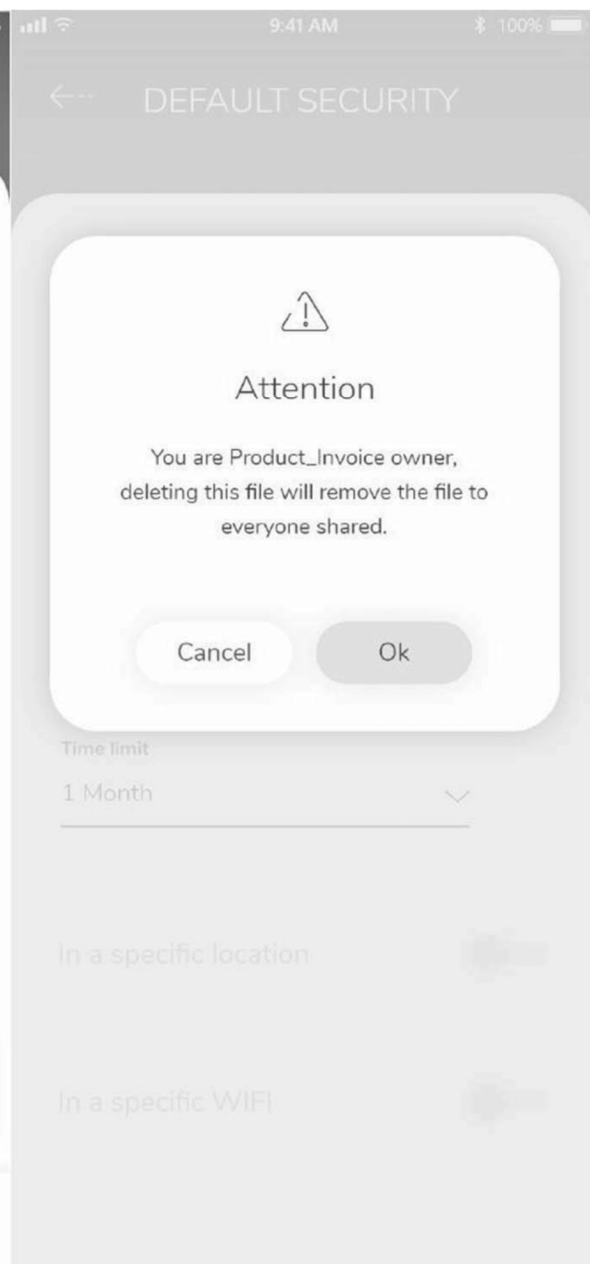 9:41 AM
100%
DEFAULT SECURITY
Attention
You are Product_Invoice owner,
deleting this file will remove the file to
everyone shared.
Cancel
Ok
Time limit
1 Month
In a specific location
In a specific WIFI